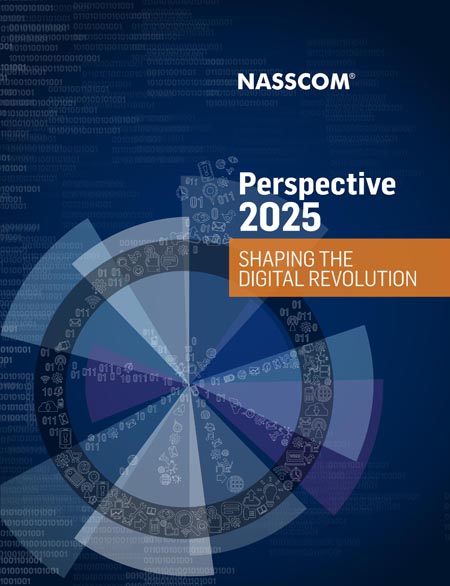 NASSCOM®
Perspective
2025
SHAPING THE
DIGITAL REVOLUTION